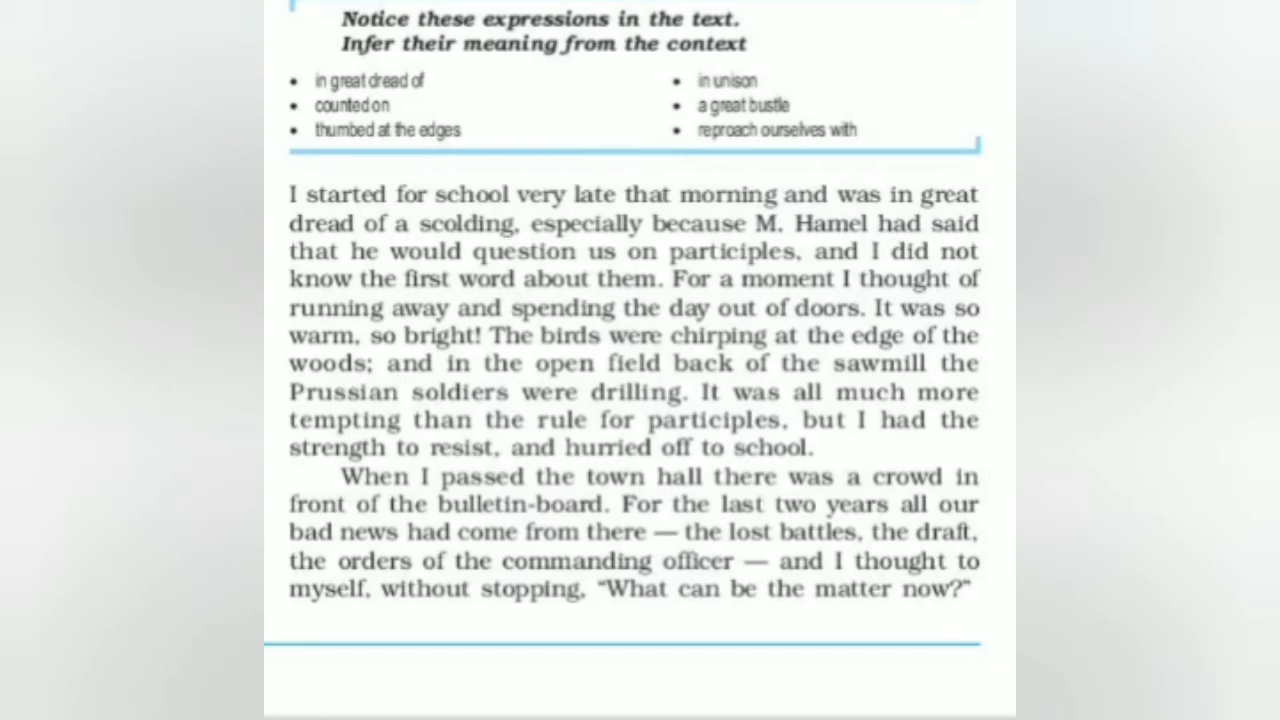 Notice these expressions in the text.
Infer their meaning from the context
• in great dread of
• counted on
• thumbed at the edges
• in unison
• a great bustle
• reproach ourselves with
I started for school very late that morning and was in great
dread of a scolding, especially because M. Hamel had said
that he would question us on participles, and I did not
know the first word about them. For a moment I thought of
running away and spending the day out of doors. It was so
warm, so bright! The birds were chirping at the edge of the
woods; and in the open field back of the sawmill the
Prussian soldiers were drilling. It was all much more
tempting than the rule for participles, but I had the
strength to resist, and hurried off to school.
When I passed the town hall there was a crowd in
front of the bulletin-board. For the last two years all our
bad news had come from there — the lost battles, the draft,
the orders of the commanding officer — and I thought to
myself, without stopping, “What can be the matter now?”